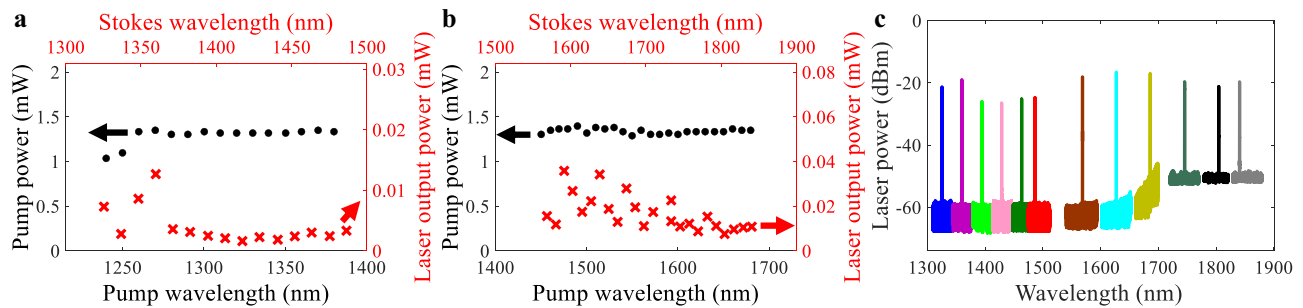 a
Stokes wavelength (nm)
1300 1350 1400 1450 1500
Pump power (mW)
2
1.5
1
0.5
0
0.03
0.02
0.01
0
Laser output power (mW)
1250 1300 1350 1400
Pump wavelength (nm)
b
Stokes wavelength (nm)
1500 1600 1700 1800 1900
Pump power (mW)
2
1.5
1
0.5
0
0.08
0.06
0.04
0.02
0
Laser output power (mW)
1400 1500 1600 1700
Pump wavelength (nm)
c
Laser power (dBm)
0
-20
-40
-60
1300 1400 1500 1600 1700 1800 1900
Wavelength (nm)